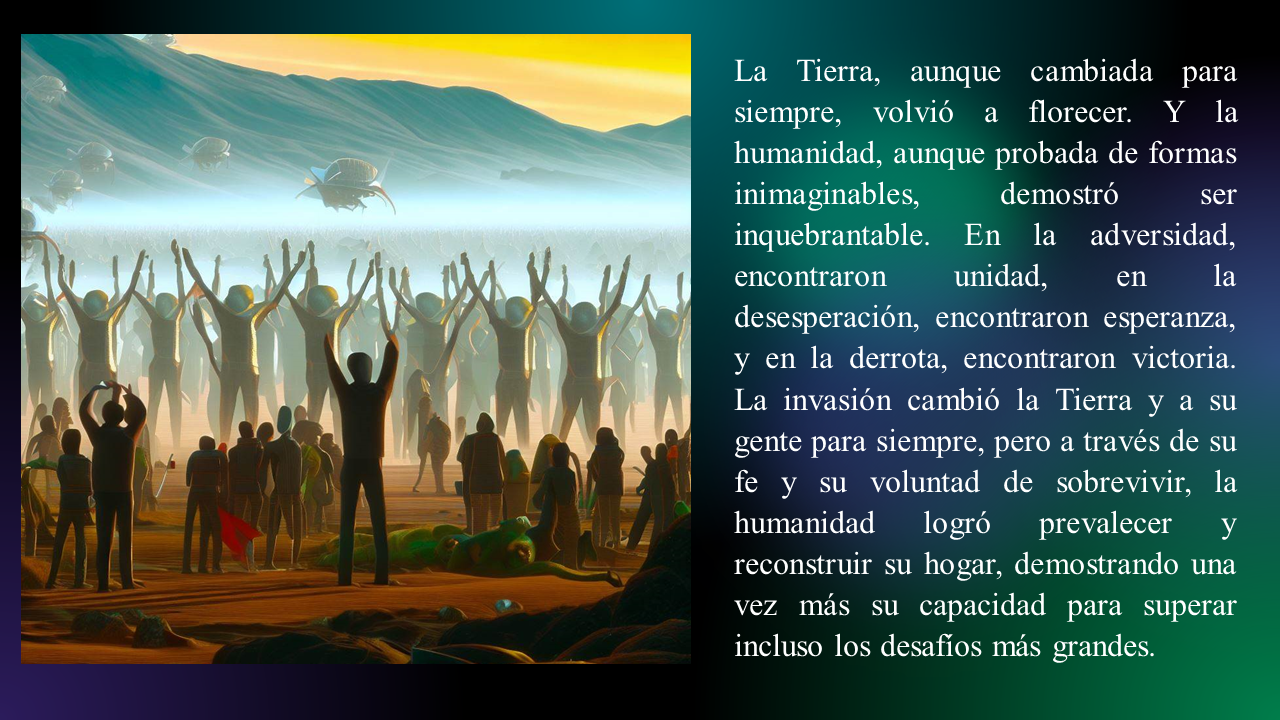 La Tierra, aunque cambiada para
siempre, volvió a florecer. Y la
humanidad, aunque probada de formas
inimaginables, demostró ser
inquebrantable. En la adversidad,
encontraron unidad, en la
desesperación, encontraron esperanza,
y en la derrota, encontraron victoria.
La invasión cambió la Tierra y a su
gente para siempre, pero a través de su
fe y su voluntad de sobrevivir, la
humanidad logró prevalecer y
reconstruir su hogar, demostrando una
vez más su capacidad para superar
incluso los desafíos más grandes.